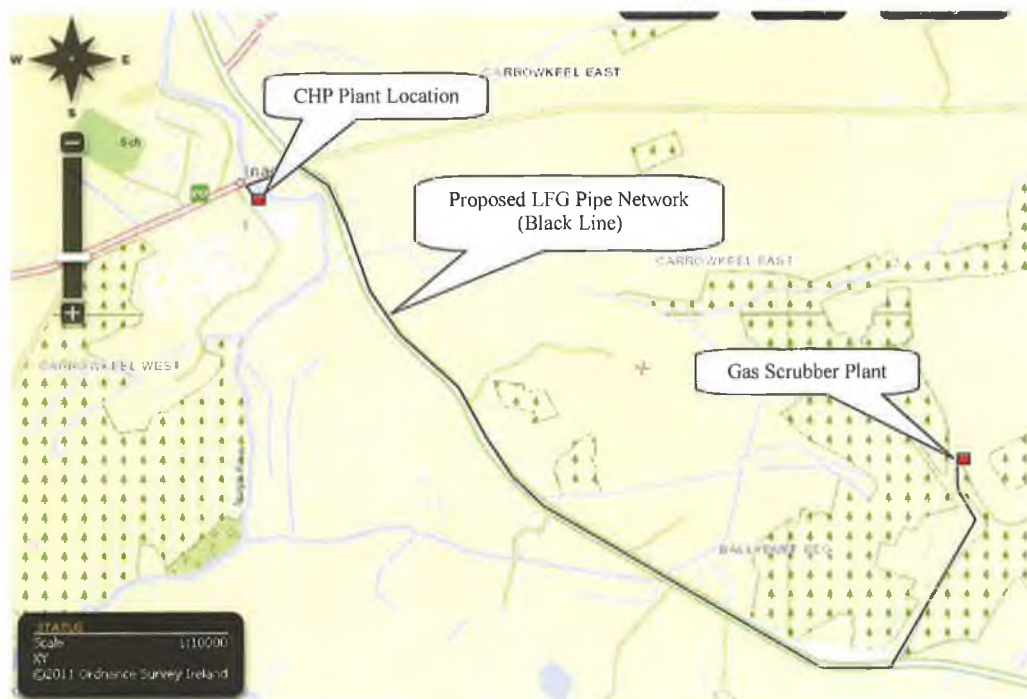 CARROWKEEL EAST
W
E
S
CHP Plant Location
Sch
Inag
Proposed LFG Pipe Network
(Black Line)
CARROWKEEL EAST
CARROWKEEL WEST
Gas Scrubber Plant
STATUS
Scale 1:10000
XY
©2011 Ordnance Survey Ireland